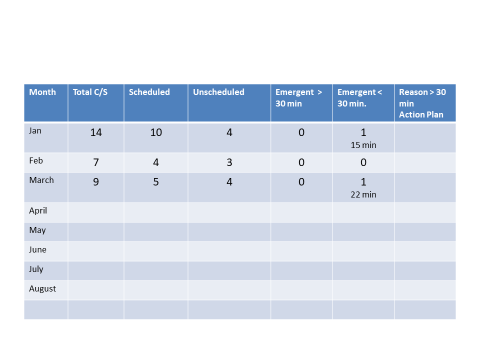 Month Total C/S Scheduled Unscheduled Emergent > 30 min Emergent < 30 min. Reason > 30 min Action Plan
Jan 14 10 4 0 1 15 min
Feb 7 4 3 0 0
March 9 5 4 0 1 22 min
April
May
June
July
August